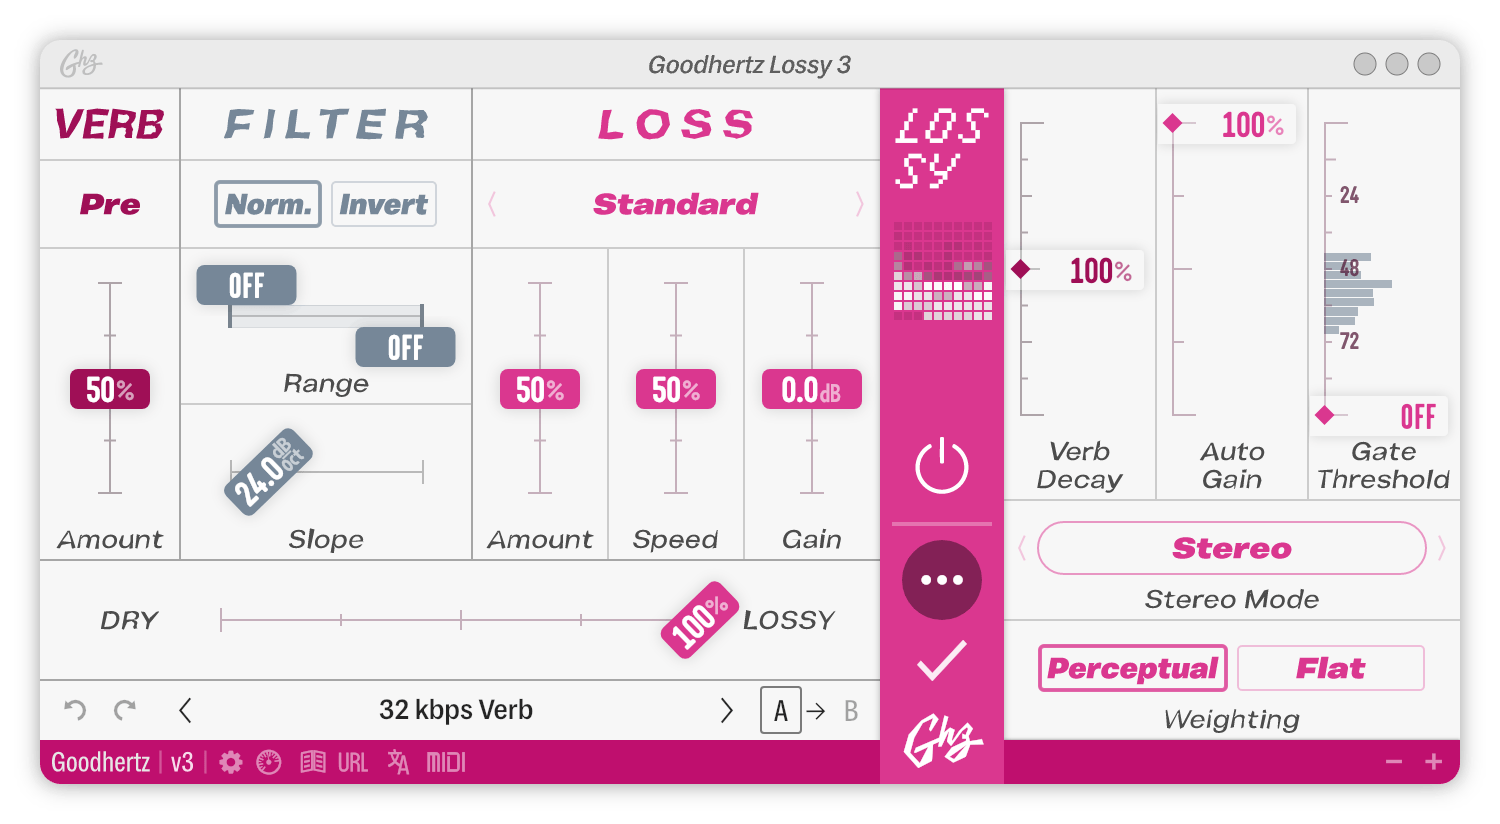 Ghz
Goodhertz Lossy 3
VERB
FILTER
LOSS
LOS
SY
Pre
Norm.
Invert
Standard
OFF
OFF
Range
50%
24.0 dB oct
50%
50%
0.0dB
Amount
Slope
Amount
Speed
Gain
DRY
100%
LOSSY
32 kbps Verb
A
B
Ghz
100%
100%
24
48
72
OFF
Verb
Decay
Auto
Gain
Gate
Threshold
Stereo
Stereo Mode
Perceptual
Flat
Weighting
Goodhertz v3 URL MIDI